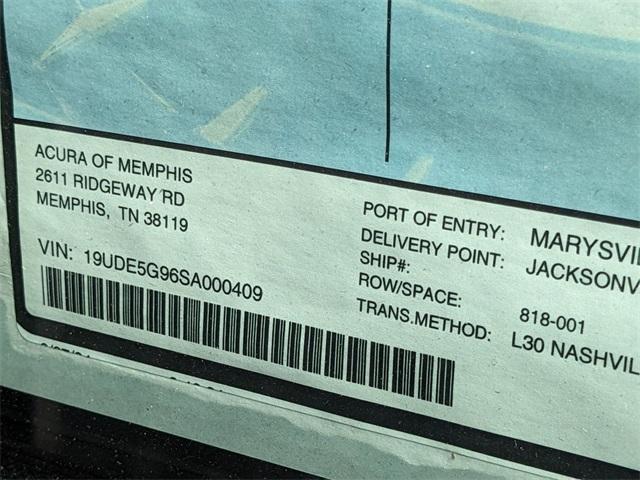 ACURA OF MEMPHIS
2611 RIDGEWAY RD
MEMPHIS, TN 38119
VIN: 19UDE5G96SA000409
PORT OF ENTRY: MARYSVI
DELIVERY POINT: JACKSONV
SHIP#:
ROW/SPACE: 818-001
TRANS.METHOD: L30 NASHVIL